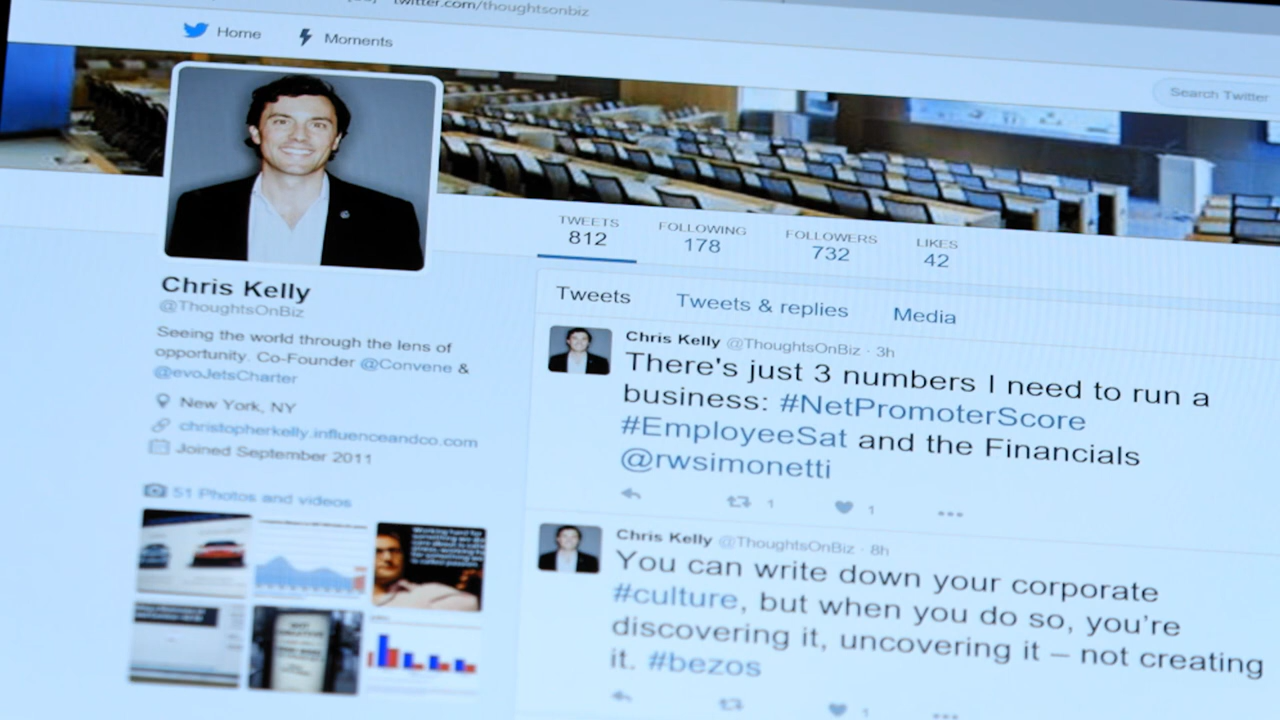 twitter.com/thoughtsonbiz
Home
Moments
Search Twitter
TWEETS
812
FOLLOWING
178
FOLLOWERS
732
LIKES
42
Chris Kelly
@ThoughtsOnBiz
Seeing the world through the lens of
opportunity. Co-Founder @Convene &
@evoJetsCharter
New York, NY
christopherkelly.influenceandco.com
Joined September 2011
51 Photos and videos
Tweets
Tweets & replies
Media
Chris Kelly @ThoughtsOnBiz · 3h
There's just 3 numbers I need to run a
business: #NetPromoterScore
#EmployeeSat and the Financials
@rwsimonetti
1
1
Chris Kelly @ThoughtsOnBiz · 8h
You can write down your corporate
#culture, but when you do so, you're
discovering it, uncovering it – not creating
it. #bezos
1